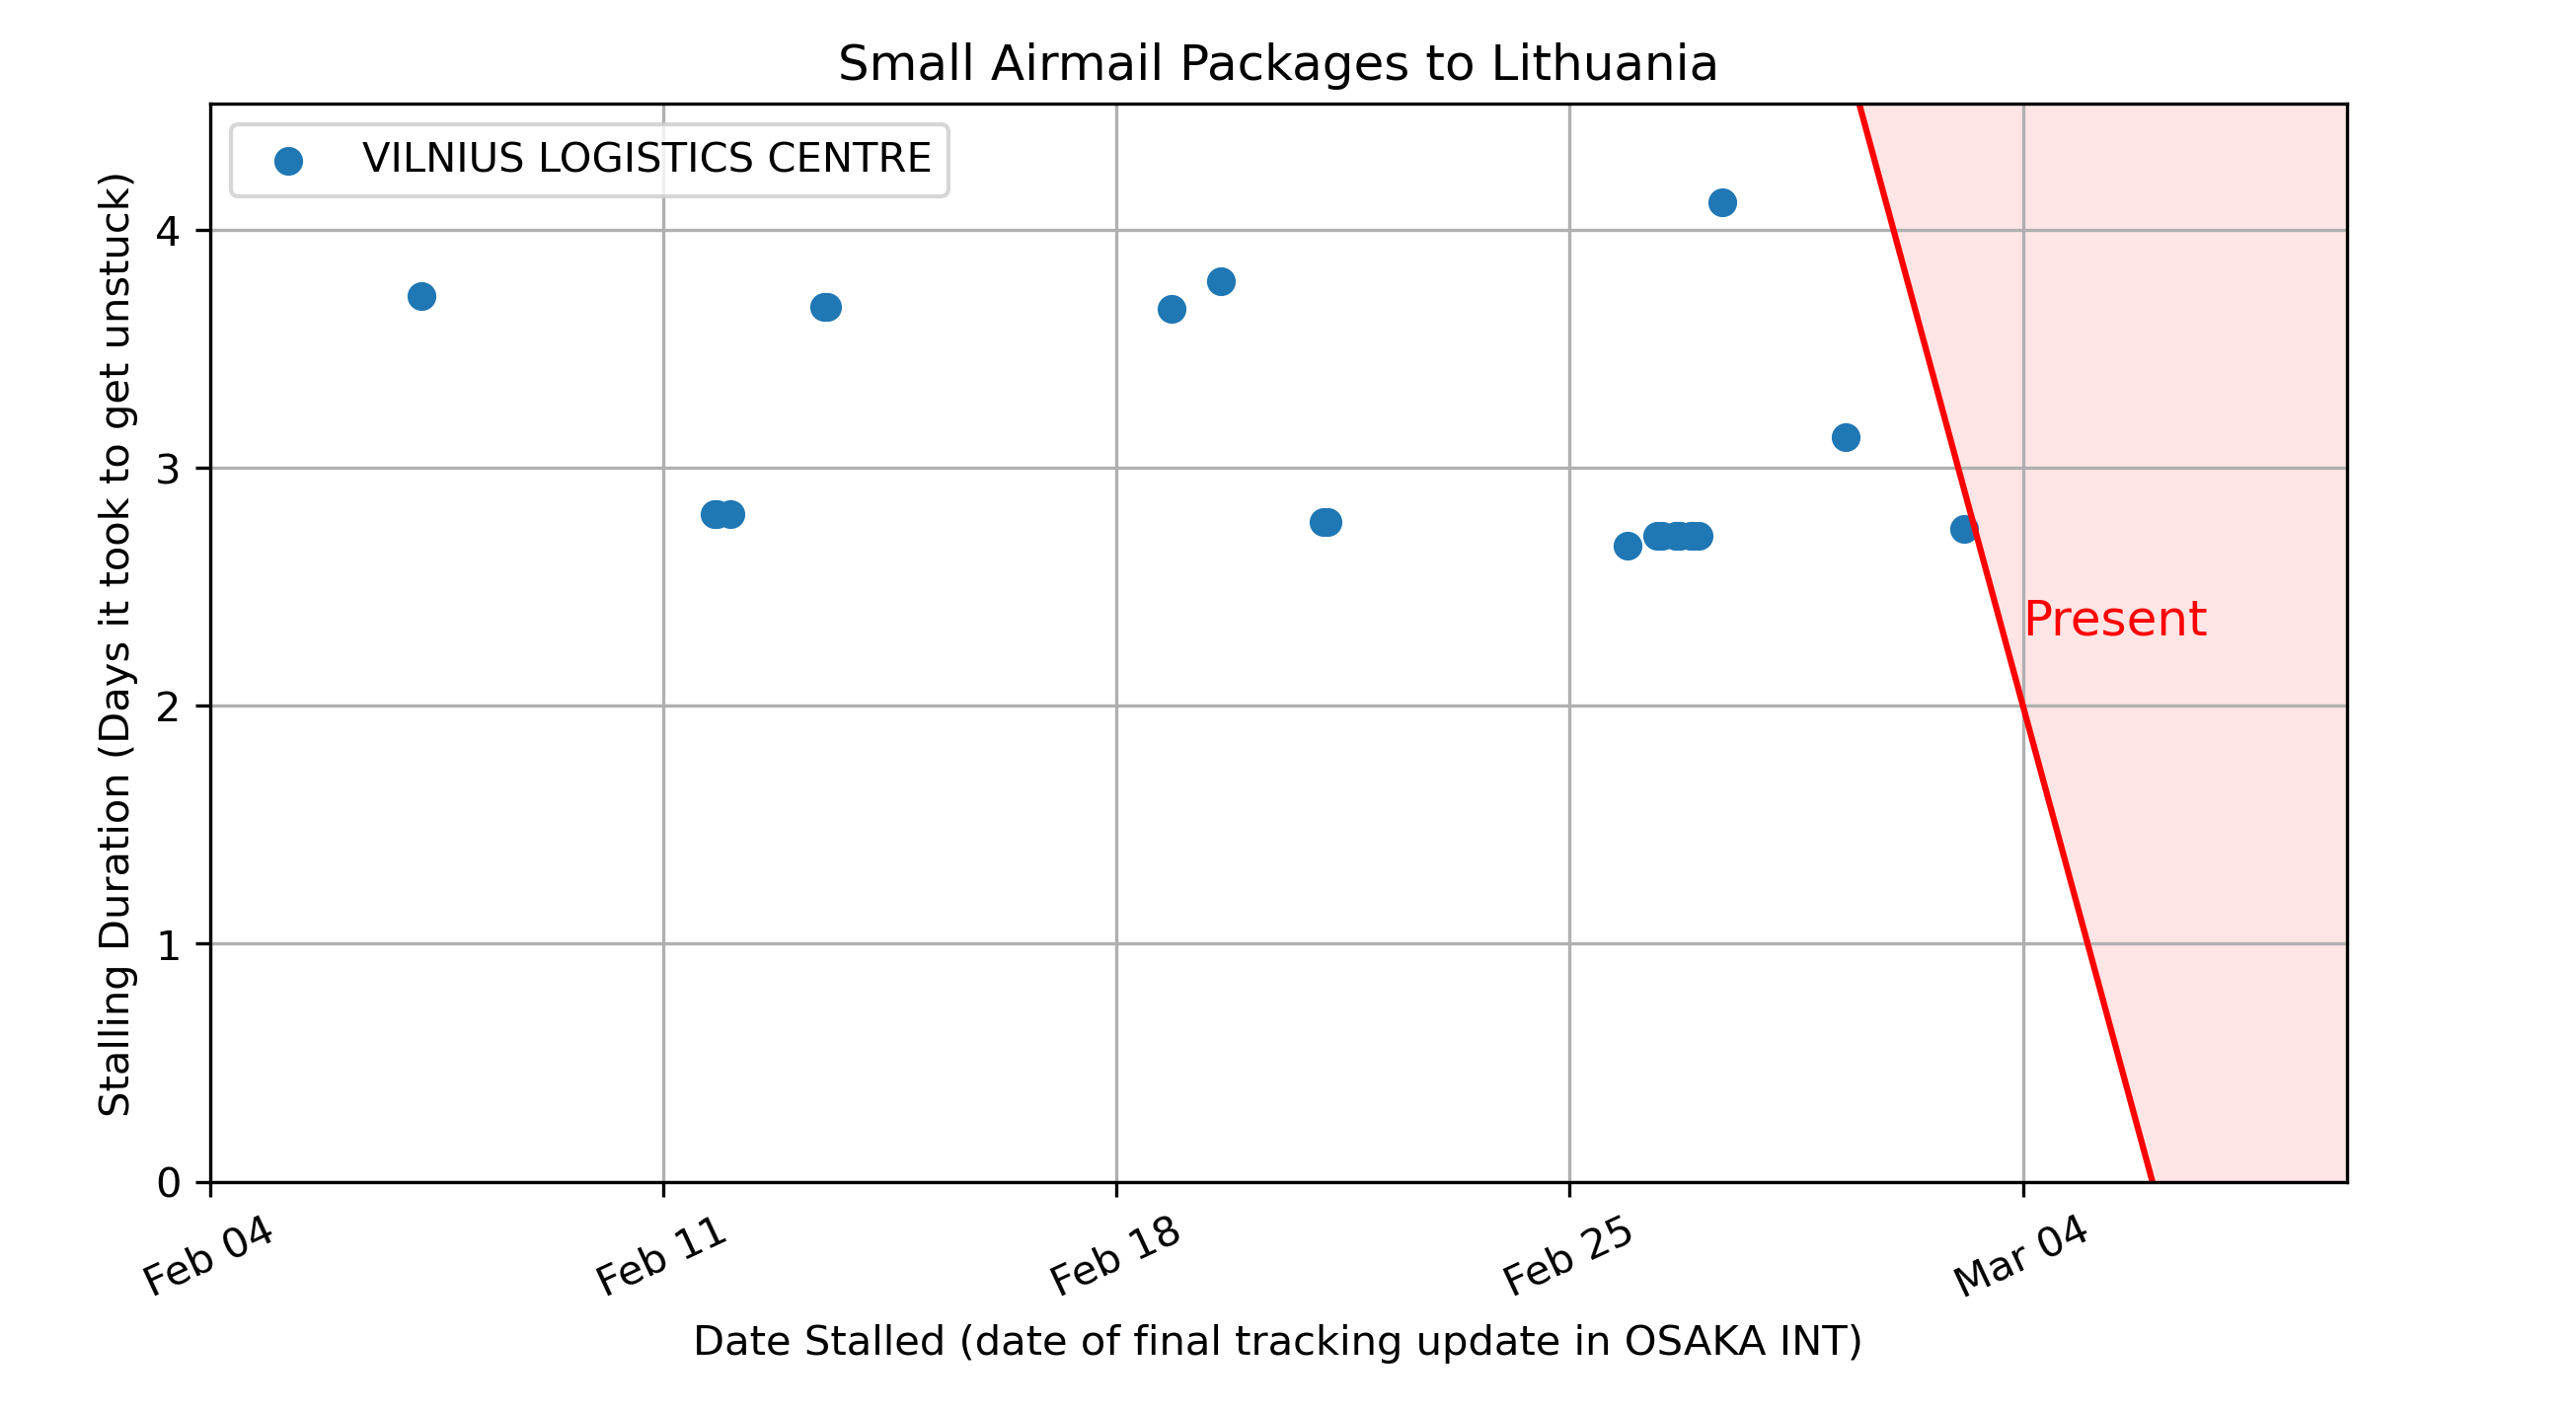 Small Airmail Packages to Lithuania
VILNIUS LOGISTICS CENTRE
Stalling Duration (Days it took to get unstuck)
4
3
2
1
0
Present
Feb 04
Feb 11
Feb 18
Feb 25
Mar 04
Date Stalled (date of final tracking update in OSAKA INT)